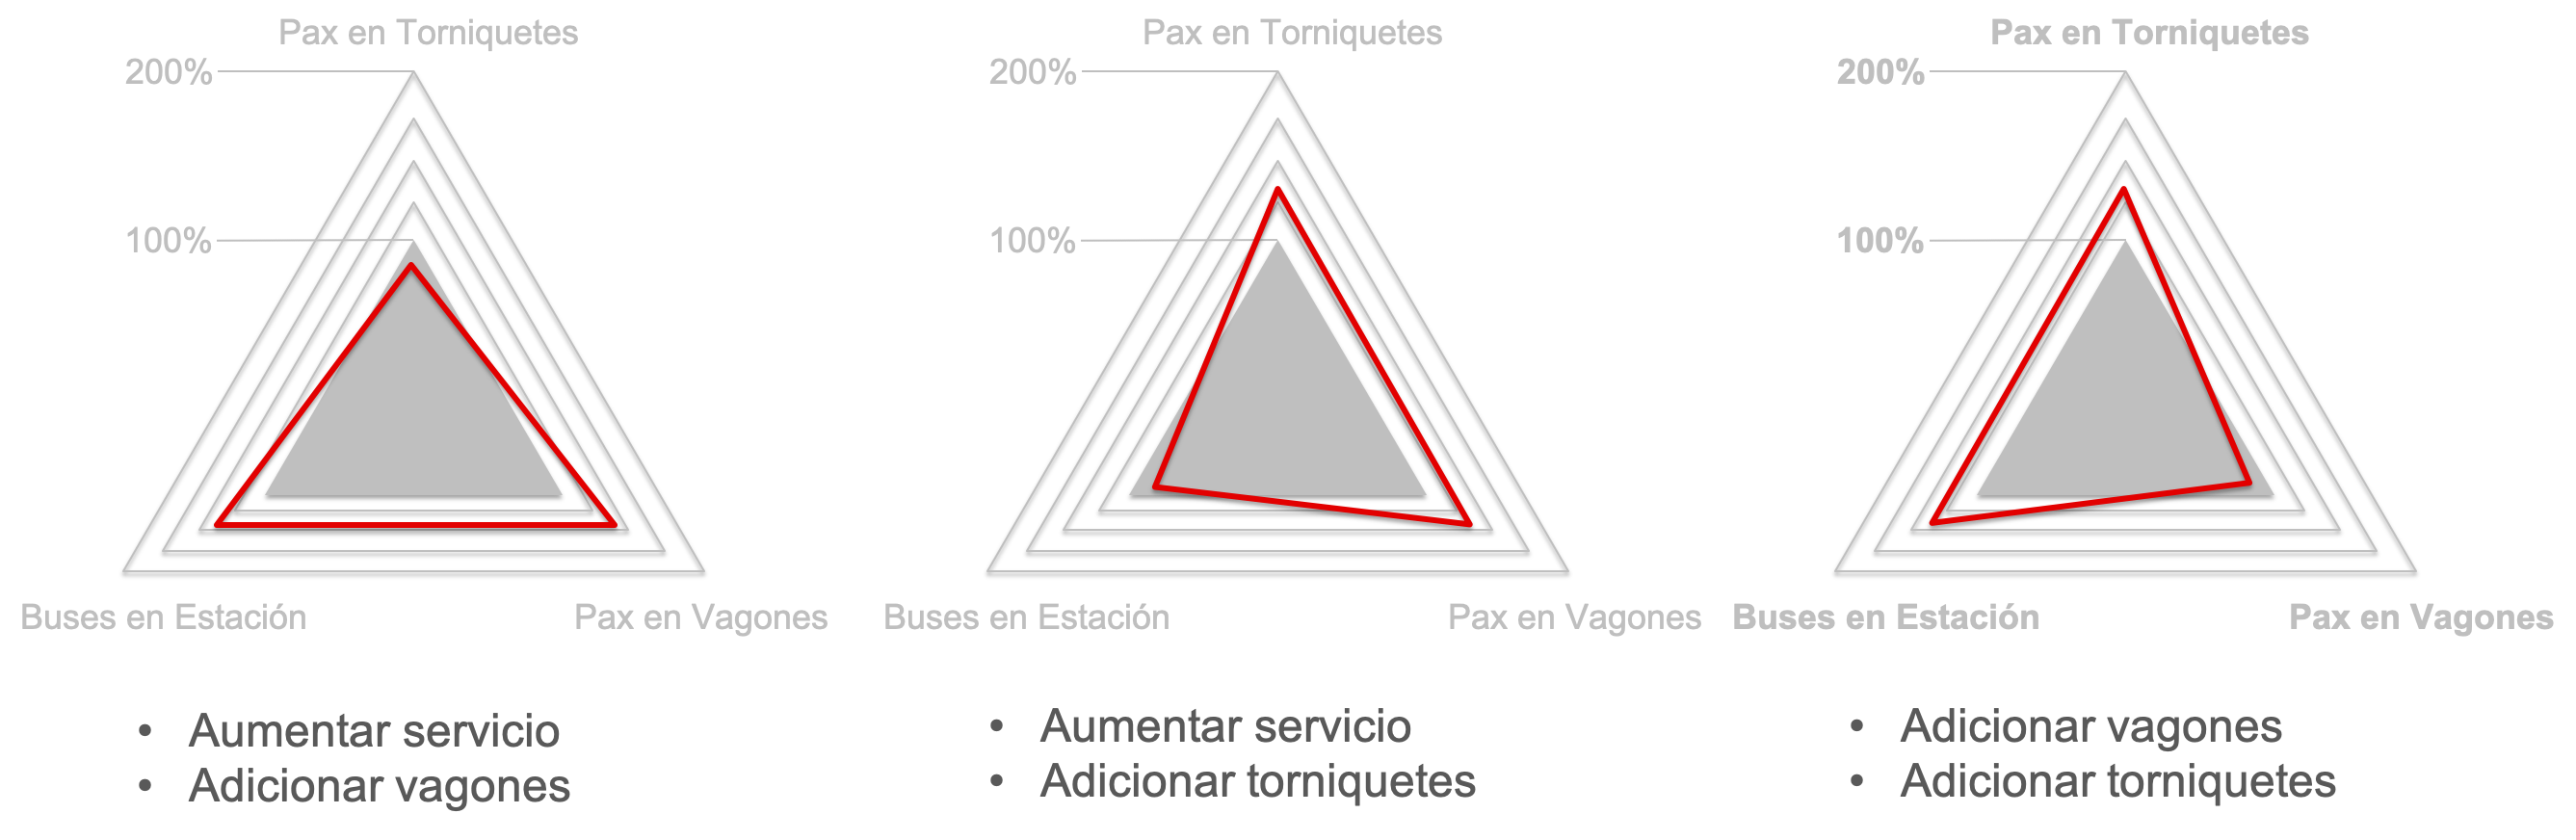 Pax en Torniquetes
200%
100%
Buses en Estación
Pax en Vagones
• Aumentar servicio
• Adicionar vagones
Pax en Torniquetes
200%
100%
Buses en Estación
Pax en Vagones
• Aumentar servicio
• Adicionar torniquetes
Pax en Torniquetes
200%
100%
Buses en Estación
Pax en Vagones
• Adicionar vagones
• Adicionar torniquetes